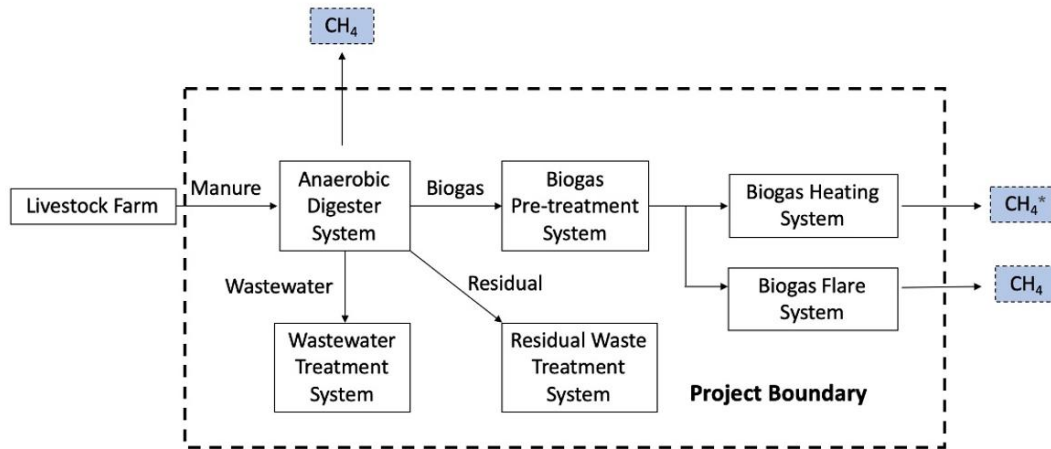 CH₄
Livestock Farm
Manure
Anaerobic
Digester
System
Biogas
Biogas
Pre-treatment
System
Biogas Heating
System
CH₄*
Biogas Flare
System
CH₄
Wastewater
Residual
Wastewater
Treatment
System
Residual Waste
Treatment
System
Project Boundary